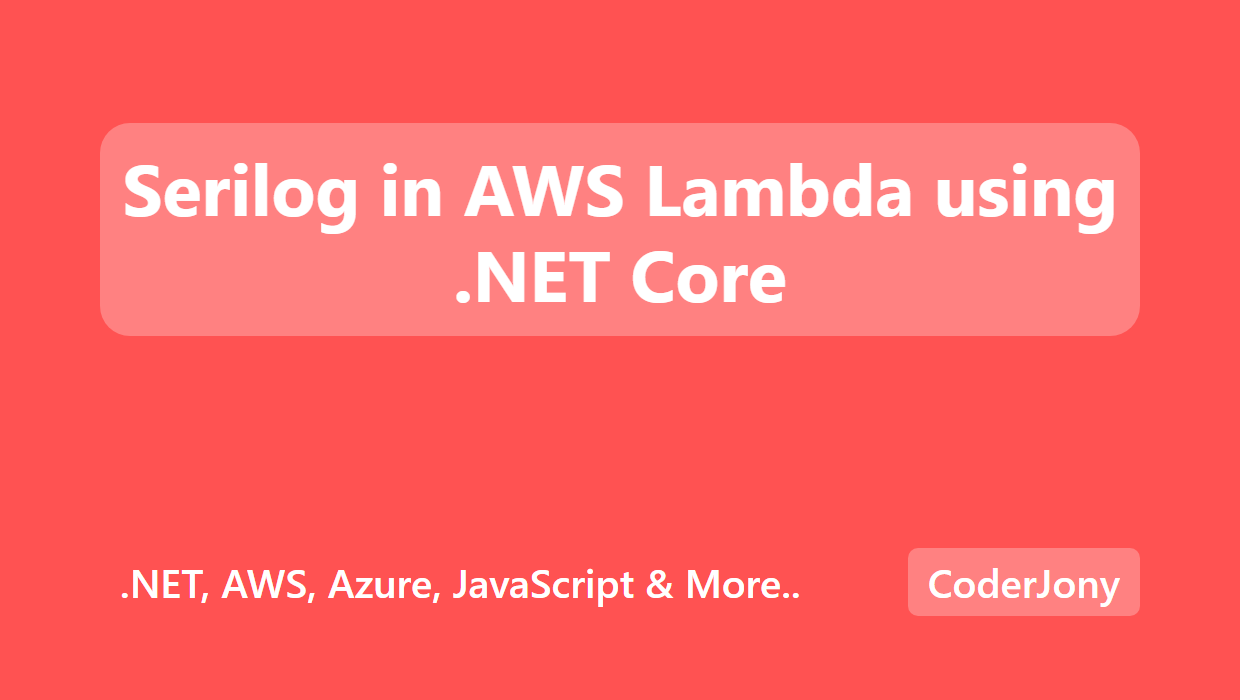 Serilog in AWS Lambda using
.NET Core
.NET, AWS, Azure, JavaScript & More..
CoderJony